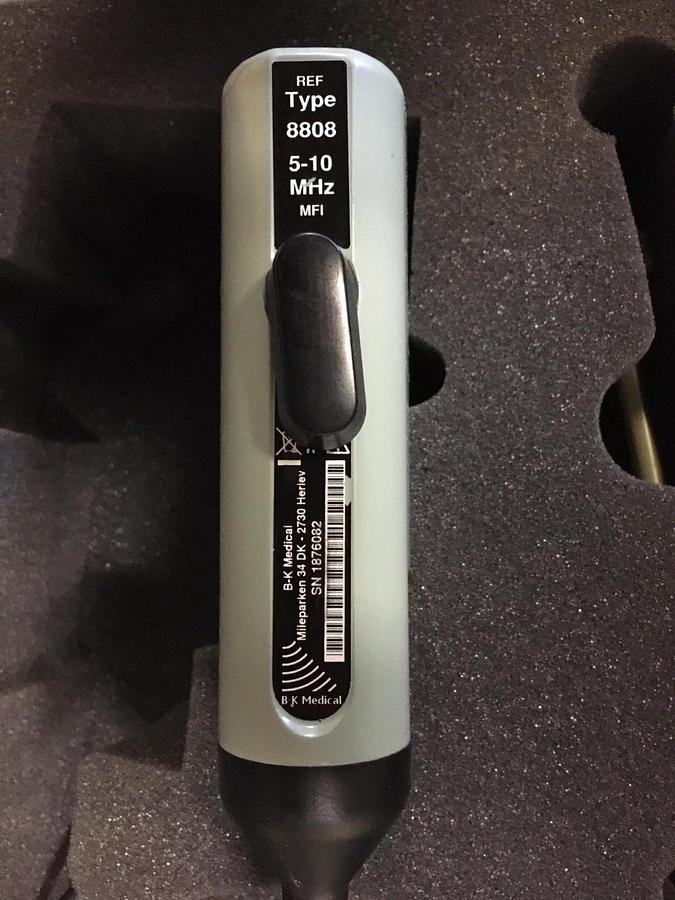 REF
Type
8808
5-10
MHz
MFI
B-K Medical
Mileparken 34 DK - 2730 Herlev
SN 1876082
B-K Medical